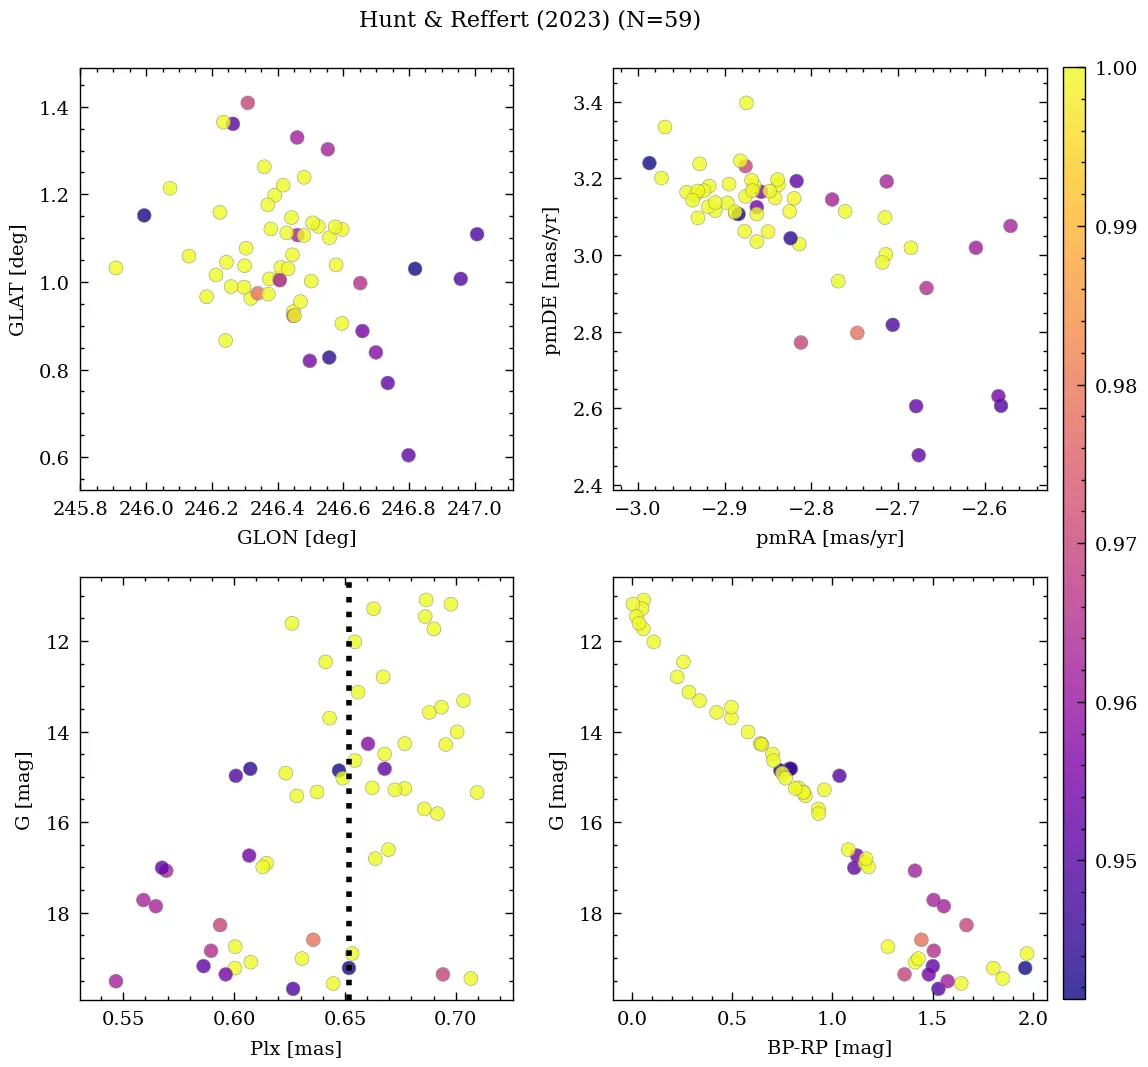 Hunt & Reffert (2023) (N=59)
1.4
1.2
1.0
0.8
0.6
GLAT [deg]
245.8 246.0 246.2 246.4 246.6 246.8 247.0
GLON [deg]
3.4
3.2
3.0
2.8
2.6
2.4
pmDE [mas/yr]
−3.0 −2.9 −2.8 −2.7 −2.6
pmRA [mas/yr]
12
14
16
18
G [mag]
0.55 0.60 0.65 0.70
Plx [mas]
12
14
16
18
G [mag]
0.0 0.5 1.0 1.5 2.0
BP-RP [mag]
1.00
0.99
0.98
0.97
0.96
0.95